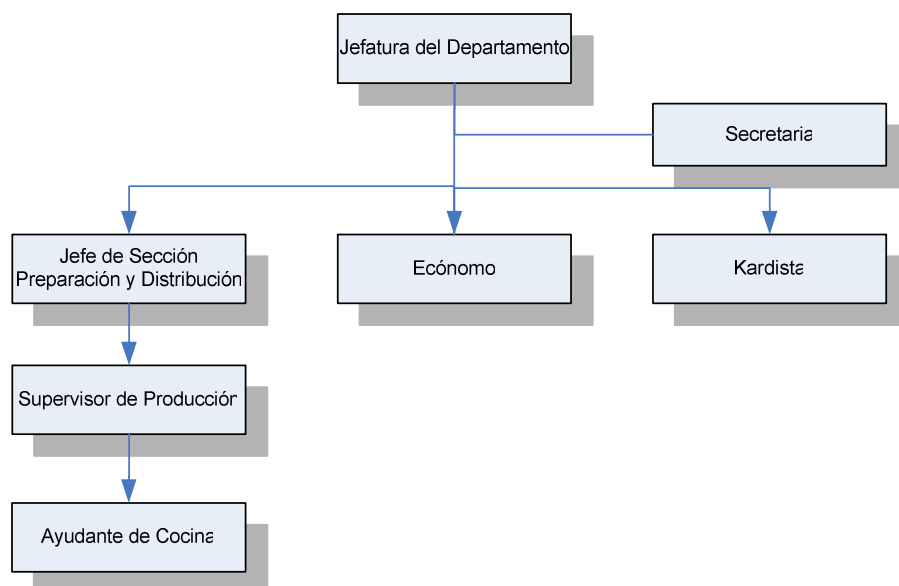 Jefatura del Departamento
Secretaria
Jefe de Sección
Preparación y Distribución
Ecónomo
Kardista
Supervisor de Producción
Ayudante de Cocina